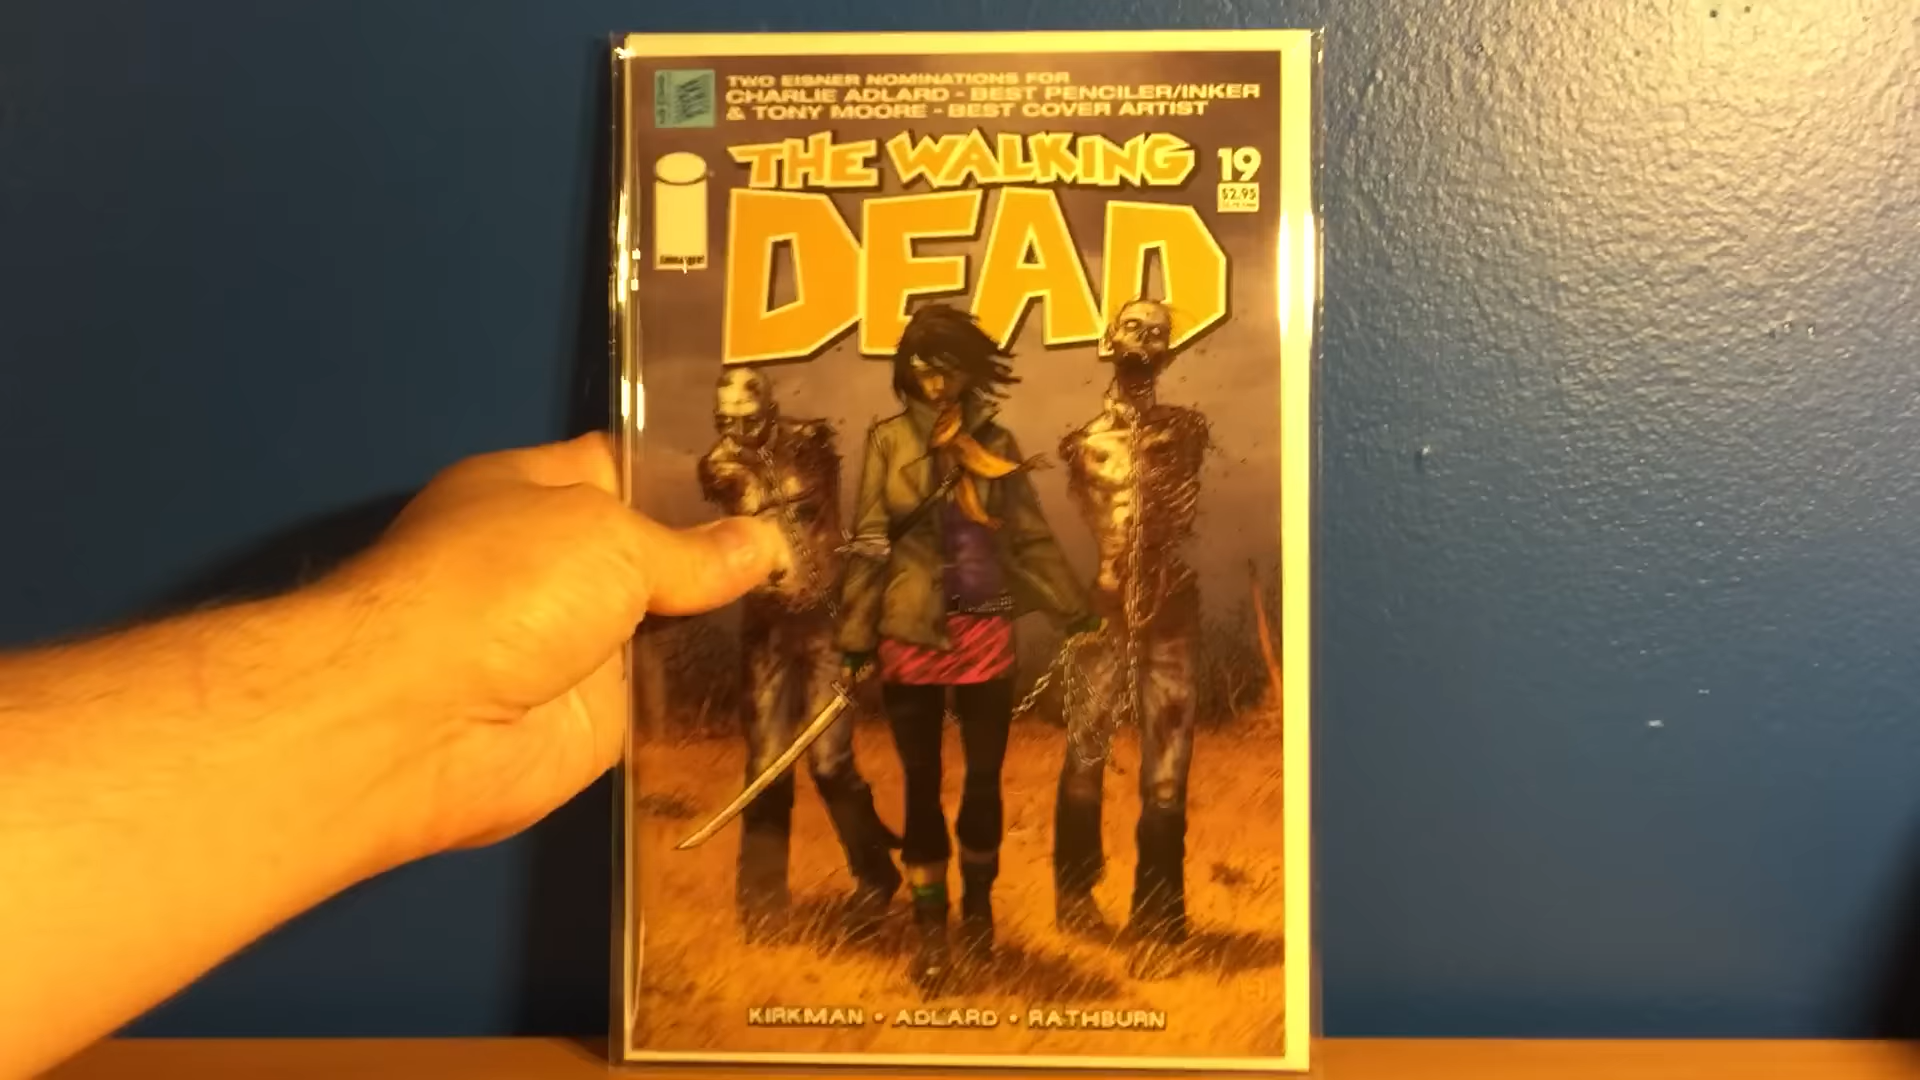 TWO EISNER NOMINATIONS FOR
CHARLIE ADLARD - BEST PENCILER/INKER
& TONY MOORE - BEST COVER ARTIST
THE WALKING
DEAD
19
$2.95
image
KIRKMAN • ADLARD • RATHBURN